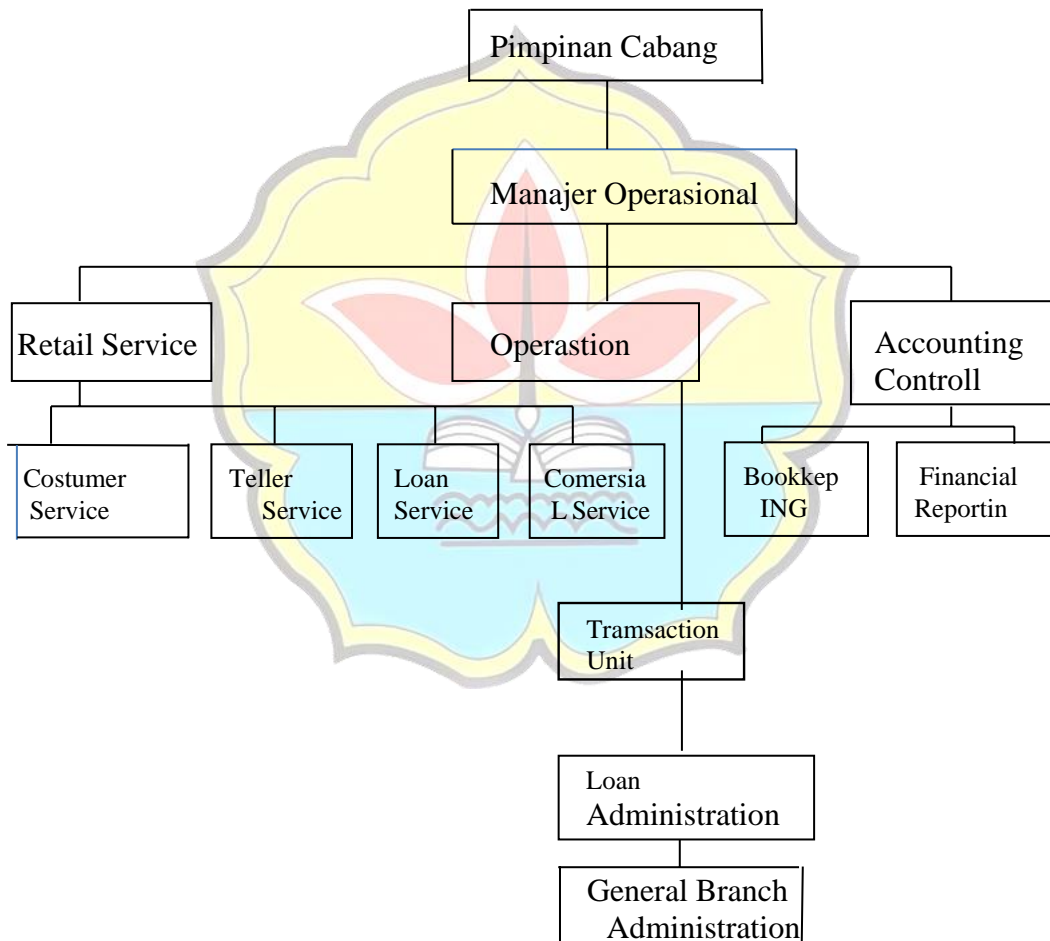 Pimpinan Cabang
Manajer Operasional
Retail Service
Operastion
Accounting
Controll
Costumer
Service
Teller
Service
Loan
Service
Comersia
L Service
Bookkep
ING
Financial
Reportin
Tramsaction
Unit
Loan
Administration
General Branch
Administration